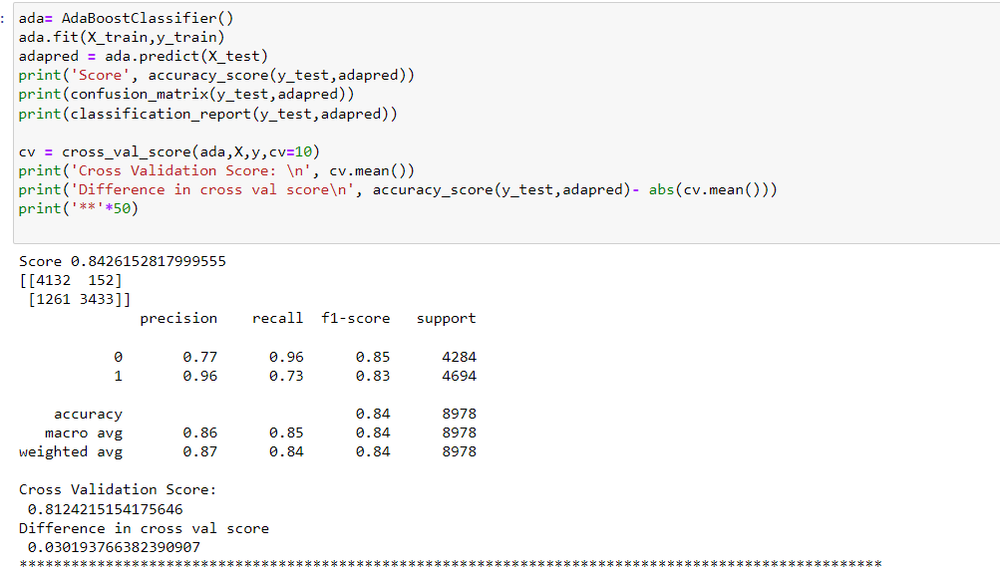 :
ada= AdaBoostClassifier()
ada.fit(X_train,y_train)
adapred = ada.predict(X_test)
print('Score', accuracy_score(y_test,adapred))
print(confusion_matrix(y_test,adapred))
print(classification_report(y_test,adapred))

cv = cross_val_score(ada,X,y,cv=10)
print('Cross Validation Score: \n', cv.mean())
print('Difference in cross val score\n', accuracy_score(y_test,adapred)- abs(cv.mean()))
print('**'*50)

Score 0.8426152817999555
[[4132  152]
 [1261 3433]]
              precision    recall  f1-score   support

           0       0.77      0.96      0.85      4284
           1       0.96      0.73      0.83      4694

    accuracy                           0.84      8978
   macro avg       0.86      0.85      0.84      8978
weighted avg       0.87      0.84      0.84      8978

Cross Validation Score:
 0.8124215154175646
Difference in cross val score
 0.030193766382390907
****************************************************************************************************